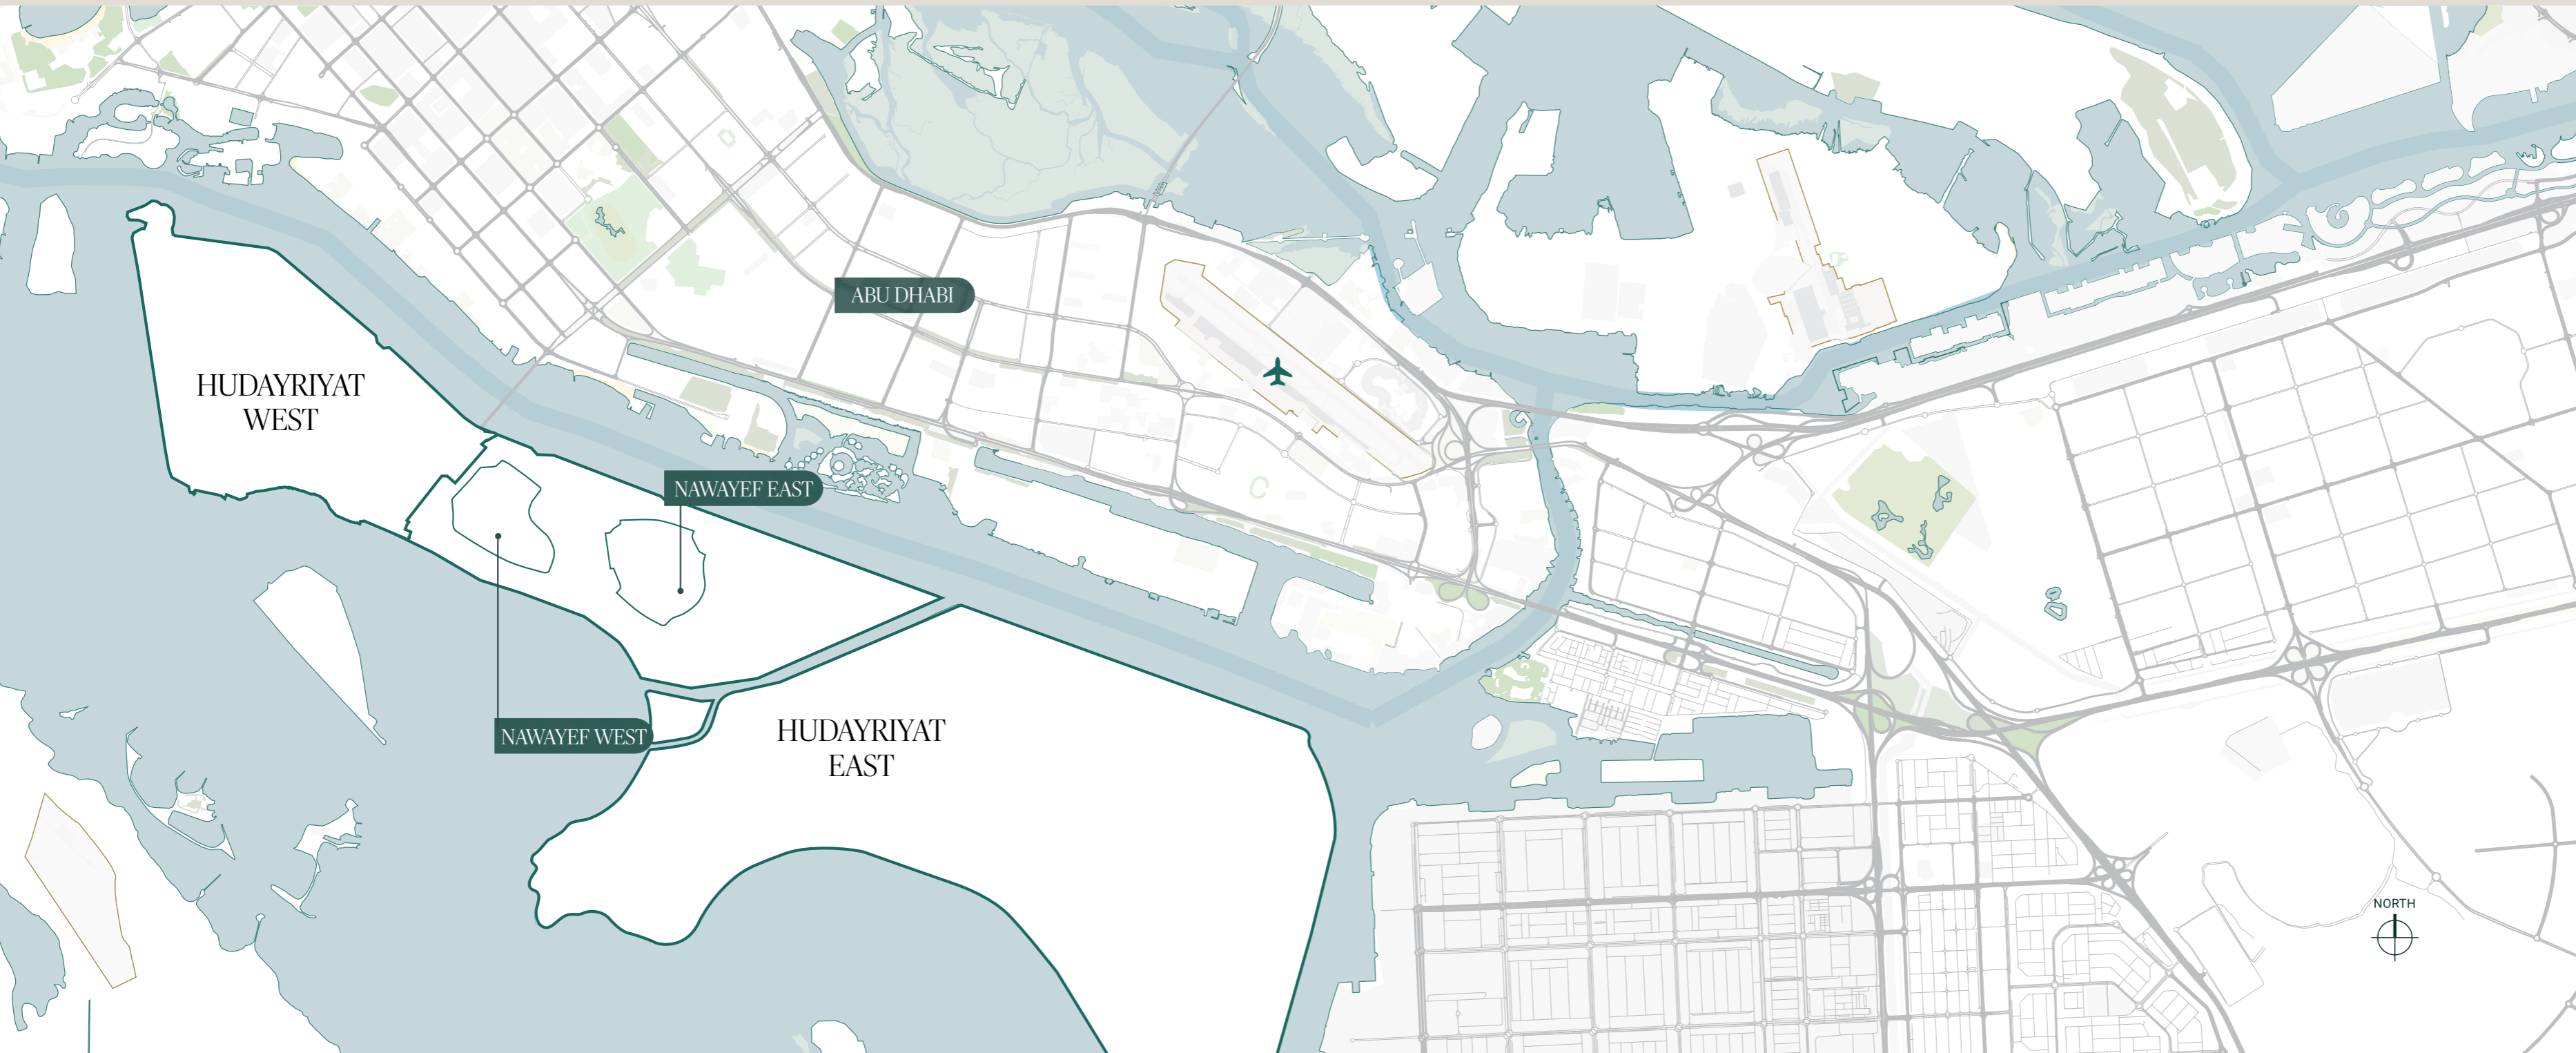 ABU DHABI
HUDAYRIYAT
WEST
NAWAYEF EAST
NAWAYEF WEST
HUDAYRIYAT
EAST
NORTH